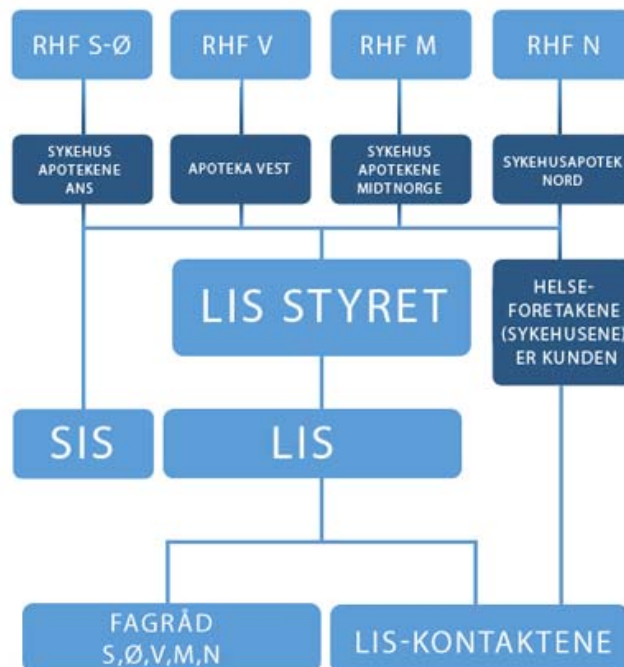 RHF S-Ø
RHF V
RHF M
RHF N
SYKEHUS
APOTEKENE
ANS
APOTEKA VEST
SYKEHUS
APOTEKENE
MIDTNORGE
SYKEHUSAPOTEK
NORD
LIS STYRET
HELSE-
FORETAKENE
(SYKEHUSENE)
ER KUNDEN
SIS
LIS
FAGRÅD
S,Ø,V,M,N
LIS-KONTAKTENE